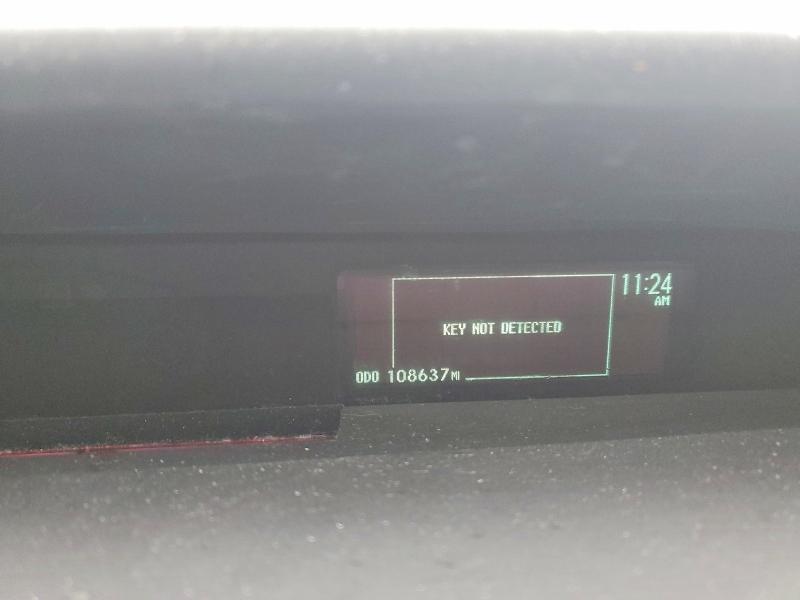 11:24
AM
KEY NOT DETECTED
ODO 108637 MI